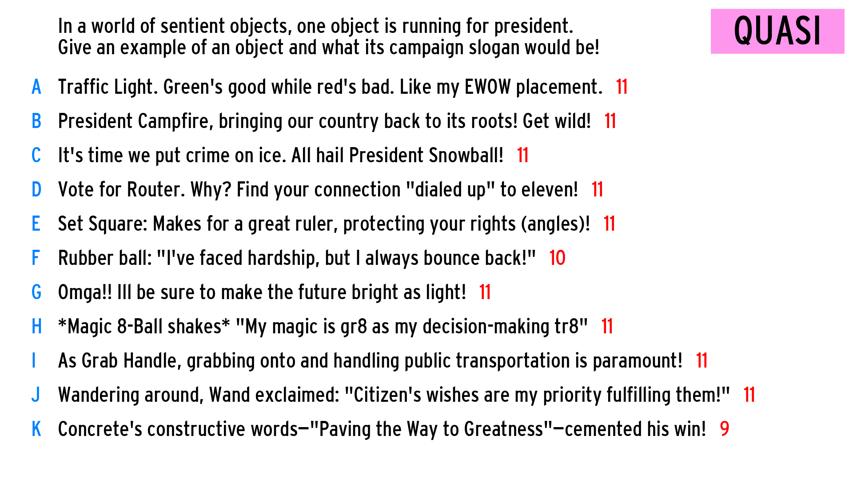 In a world of sentient objects, one object is running for president.
Give an example of an object and what its campaign slogan would be!
QUASI
A Traffic Light. Green's good while red's bad. Like my EWOW placement. 11
B President Campfire, bringing our country back to its roots! Get wild! 11
C It's time we put crime on ice. All hail President Snowball! 11
D Vote for Router. Why? Find your connection "dialed up" to eleven! 11
E Set Square: Makes for a great ruler, protecting your rights (angles)! 11
F Rubber ball: "I've faced hardship, but I always bounce back!" 10
G Omga!! Ill be sure to make the future bright as light! 11
H *Magic 8-Ball shakes* "My magic is gr8 as my decision-making tr8" 11
I As Grab Handle, grabbing onto and handling public transportation is paramount! 11
J Wandering around, Wand exclaimed: "Citizen's wishes are my priority fulfilling them!" 11
K Concrete's constructive words—"Paving the Way to Greatness"—cemented his win! 9